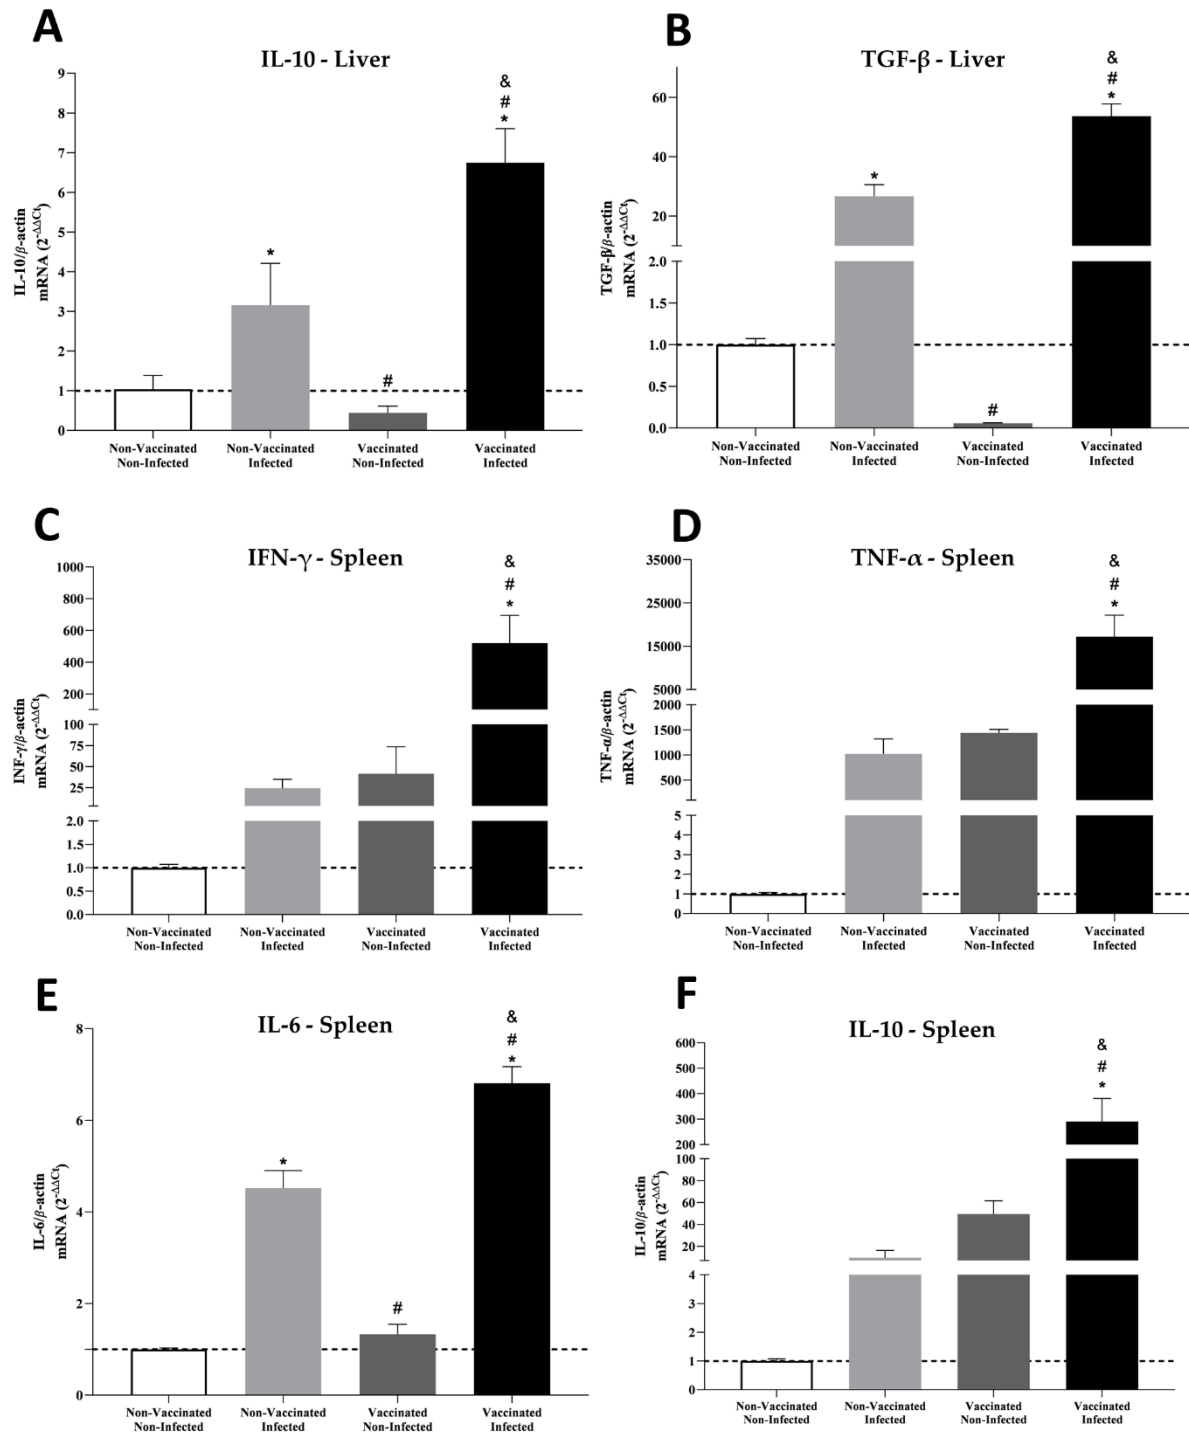 A
IL-10 - Liver
IL-10/β-actin
mRNA (2-ΔΔCt)
9
8
7
6
5
4
3
2
1
0
*
#
&
#
*
Non-Vaccinated
Non-Infected
Non-Vaccinated
Infected
Vaccinated
Non-Infected
Vaccinated
Infected
B
TGF-β - Liver
TGF-β/β-actin
mRNA (2-ΔΔCt)
60
40
20
2.0
1.5
1.0
0.5
0.0
*
#
&
#
*
Non-Vaccinated
Non-Infected
Non-Vaccinated
Infected
Vaccinated
Non-Infected
Vaccinated
Infected
C
IFN-γ - Spleen
INF-γ/β-actin
mRNA (2-ΔΔCt)
1000
800
600
400
200
100
75
50
25
2.0
1.5
1.0
0.5
0.0
&
#
*
Non-Vaccinated
Non-Infected
Non-Vaccinated
Infected
Vaccinated
Non-Infected
Vaccinated
Infected
D
TNF-α - Spleen
TNF-α/β-actin
mRNA (2-ΔΔCt)
35000
25000
15000
5000
2000
1500
1000
500
5
4
3
2
1
0
&
#
*
Non-Vaccinated
Non-Infected
Non-Vaccinated
Infected
Vaccinated
Non-Infected
Vaccinated
Infected
E
IL-6 - Spleen
IL-6/β-actin
mRNA (2-ΔΔCt)
8
6
4
2
0
*
#
&
#
*
Non-Vaccinated
Non-Infected
Non-Vaccinated
Infected
Vaccinated
Non-Infected
Vaccinated
Infected
F
IL-10 - Spleen
IL-10/β-actin
mRNA (2-ΔΔCt)
600
500
400
300
200
100
80
60
40
20
4
3
2
1
0
&
#
*
Non-Vaccinated
Non-Infected
Non-Vaccinated
Infected
Vaccinated
Non-Infected
Vaccinated
Infected